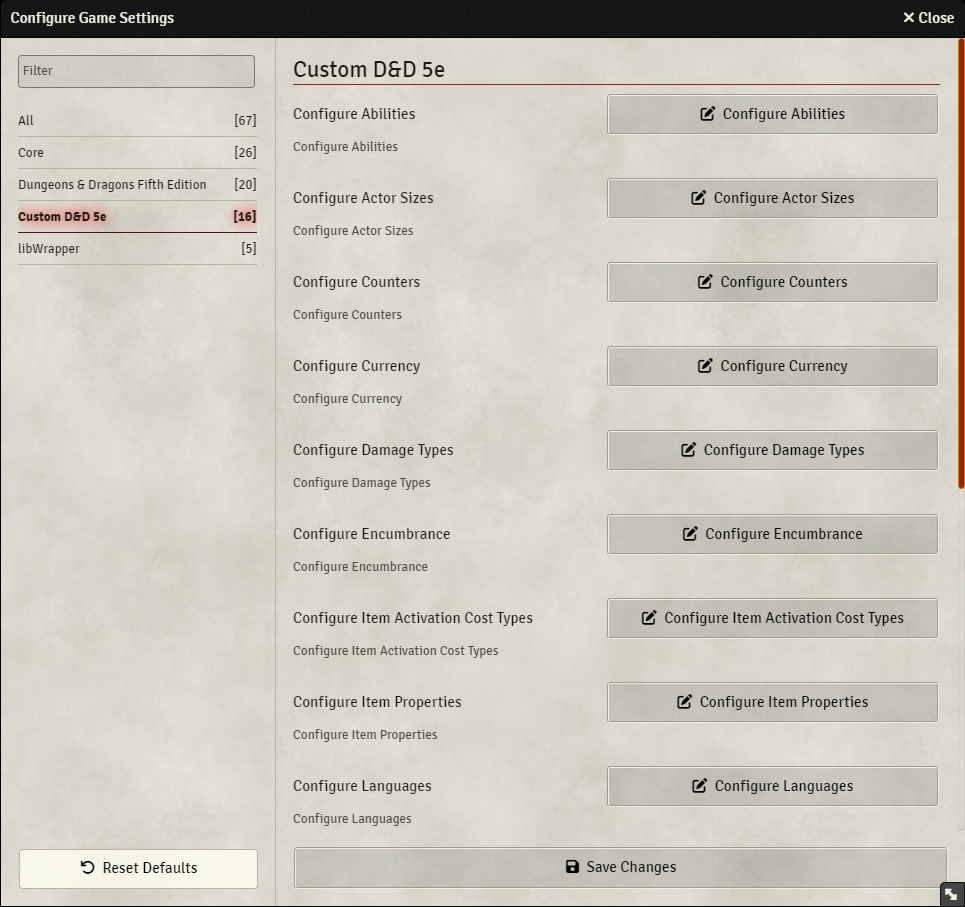 Configure Game Settings
Close
Filter
All [67]
Core [26]
Dungeons & Dragons Fifth Edition [20]
Custom D&D 5e [16]
libWrapper [5]
Reset Defaults
Custom D&D 5e
Configure Abilities
Configure Abilities
Configure Abilities
Configure Actor Sizes
Configure Actor Sizes
Configure Actor Sizes
Configure Counters
Configure Counters
Configure Counters
Configure Currency
Configure Currency
Configure Currency
Configure Damage Types
Configure Damage Types
Configure Damage Types
Configure Encumbrance
Configure Encumbrance
Configure Encumbrance
Configure Item Activation Cost Types
Configure Item Activation Cost Types
Configure Item Activation Cost Types
Configure Item Properties
Configure Item Properties
Configure Item Properties
Configure Languages
Configure Languages
Configure Languages
Save Changes